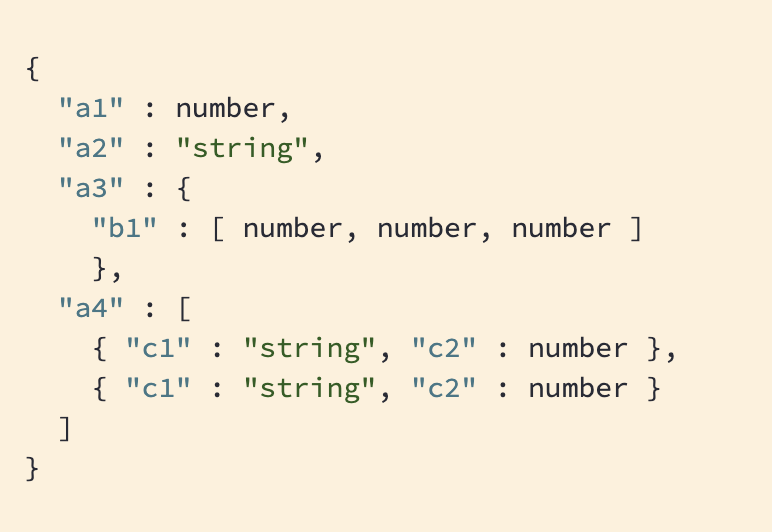 {
  "a1" : number,
  "a2" : "string",
  "a3" : {
    "b1" : [ number, number, number ]
    },
  "a4" : [
    { "c1" : "string", "c2" : number },
    { "c1" : "string", "c2" : number }
  ]
}